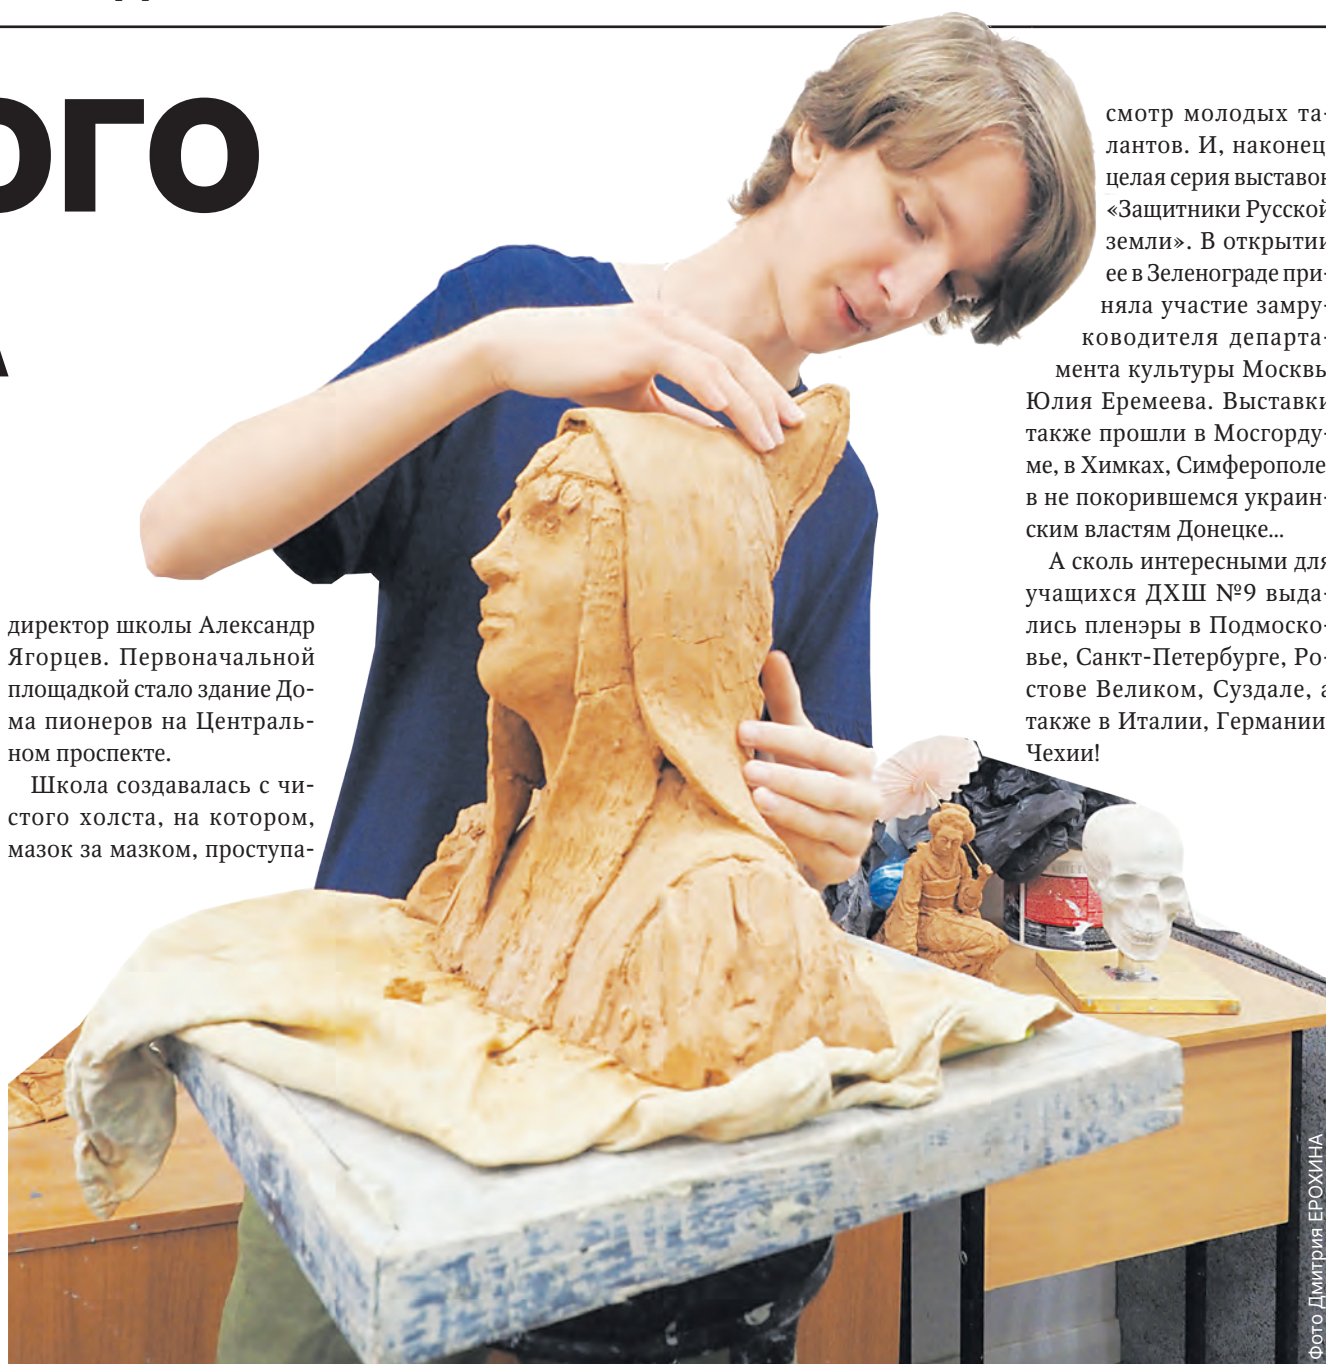 ОГО
директор школы Александр
Ягорцев. Первоначальной
площадкой стало здание До-
ма пионеров на Централь-
ном проспекте.
Школа создавалась с чи-
стого холста, на котором,
мазок за мазком, проступа-
смотр молодых та-
лантов. И, наконец
целая серия выставок
«Защитники Русской
земли». В открытии
ее в Зеленограде при-
няла участие замру-
ководителя департа-
мента культуры Москвы
Юлия Еремеева. Выставки
также прошли в Мосгорду-
ме, в Химках, Симферополе
в не покорившемся украин-
ским властям Донецке...
А сколь интересными для
учащихся ДХШ №9 выда-
лись пленэры в Подмоско-
вье, Санкт-Петербурге, Ро-
стове Великом, Суздале, а
также в Италии, Германии
Чехии!
Фото Дмитрия ЕРОХИНА